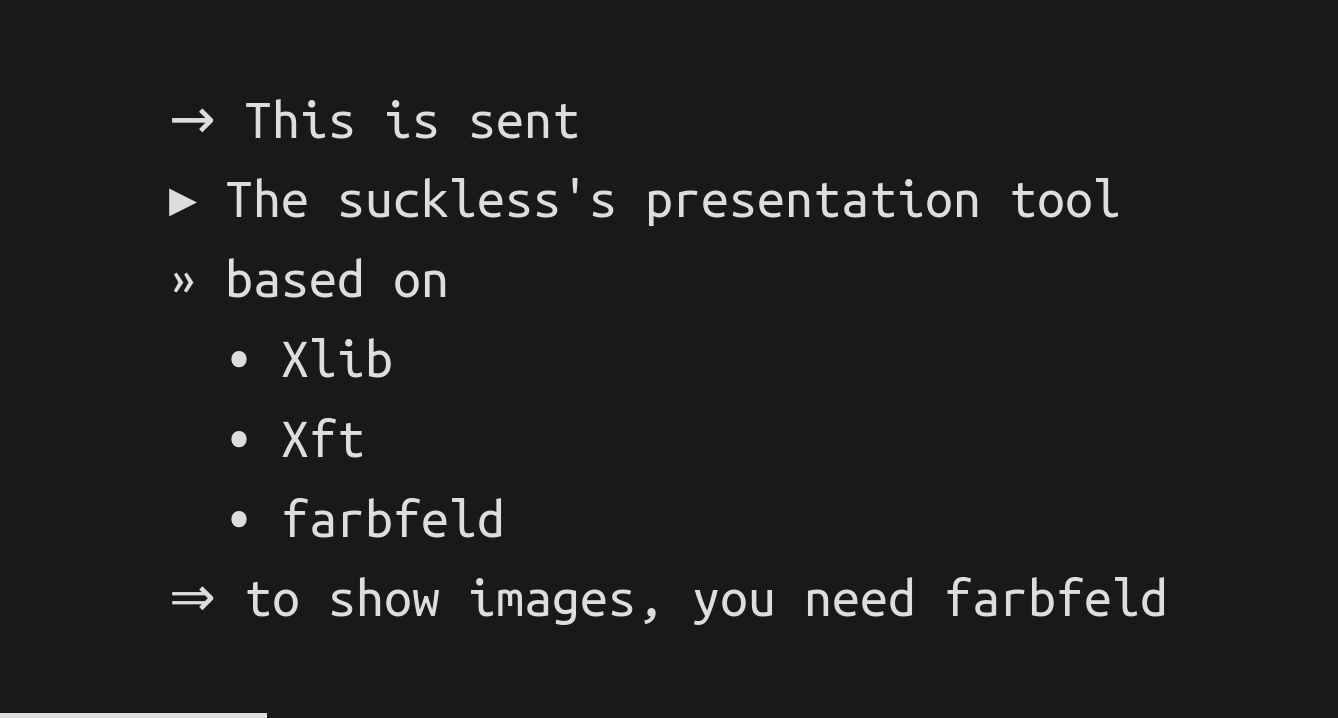 → This is sent
▶ The suckless's presentation tool
» based on
  • Xlib
  • Xft
  • farbfeld
⇒ to show images, you need farbfeld